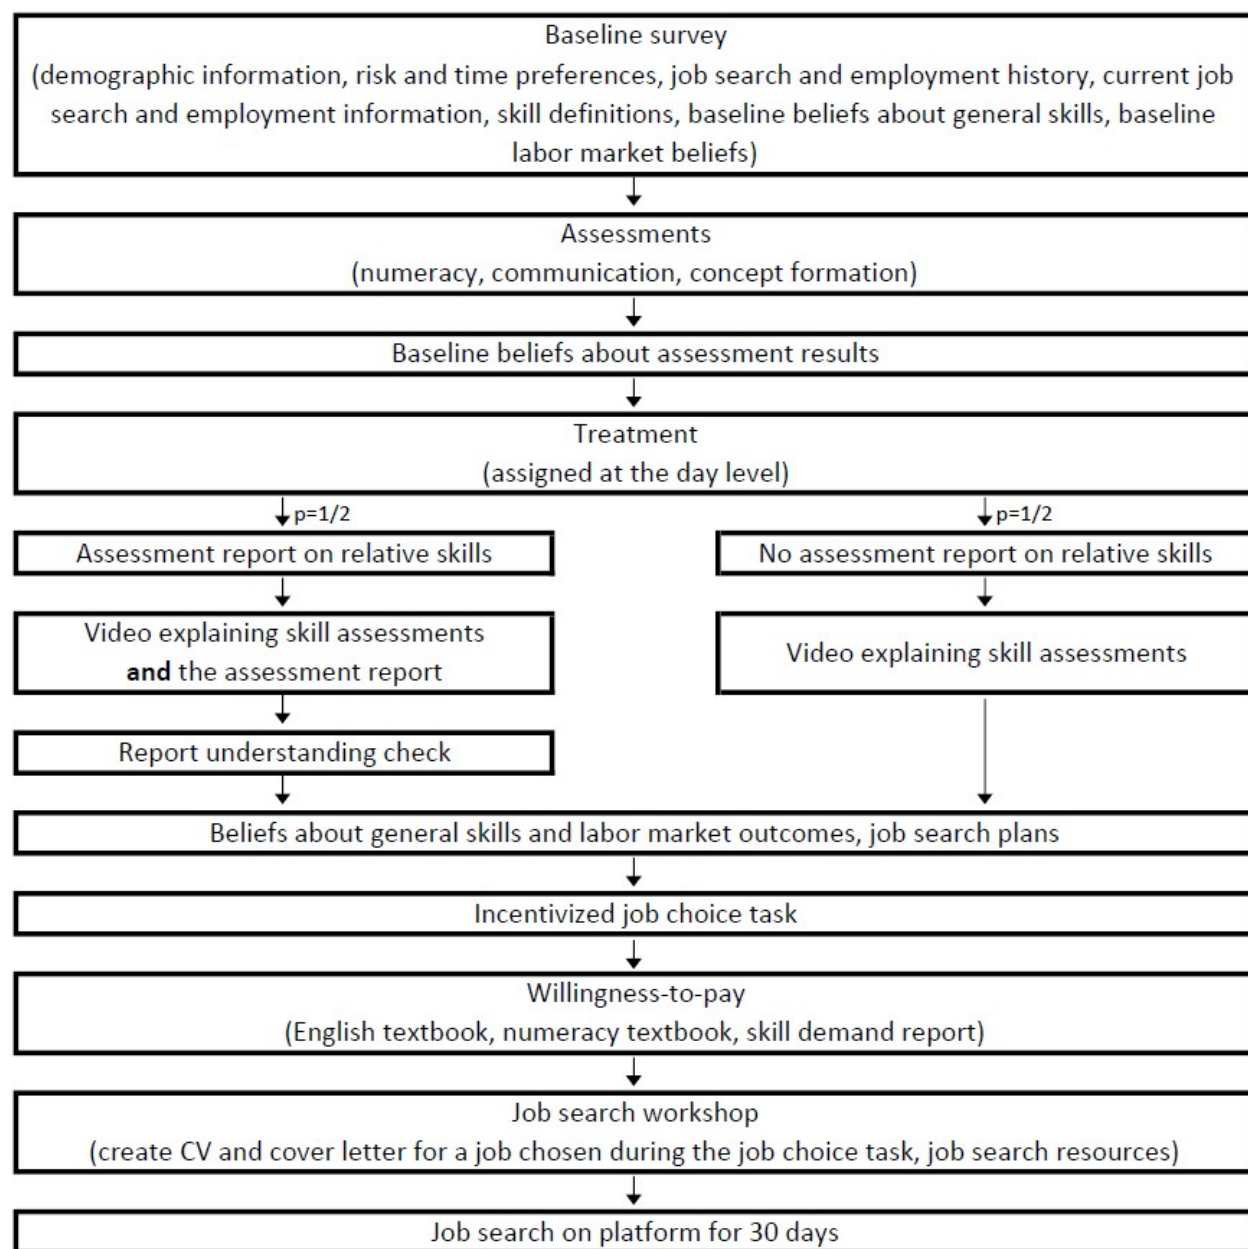 Baseline survey
(demographic information, risk and time preferences, job search and employment history, current job
search and employment information, skill definitions, baseline beliefs about general skills, baseline
labor market beliefs)
Assessments
(numeracy, communication, concept formation)
Baseline beliefs about assessment results
Treatment
(assigned at the day level)
p=1/2
p=1/2
Assessment report on relative skills
No assessment report on relative skills
Video explaining skill assessments
and the assessment report
Video explaining skill assessments
Report understanding check
Beliefs about general skills and labor market outcomes, job search plans
Incentivized job choice task
Willingness-to-pay
(English textbook, numeracy textbook, skill demand report)
Job search workshop
(create CV and cover letter for a job chosen during the job choice task, job search resources)
Job search on platform for 30 days